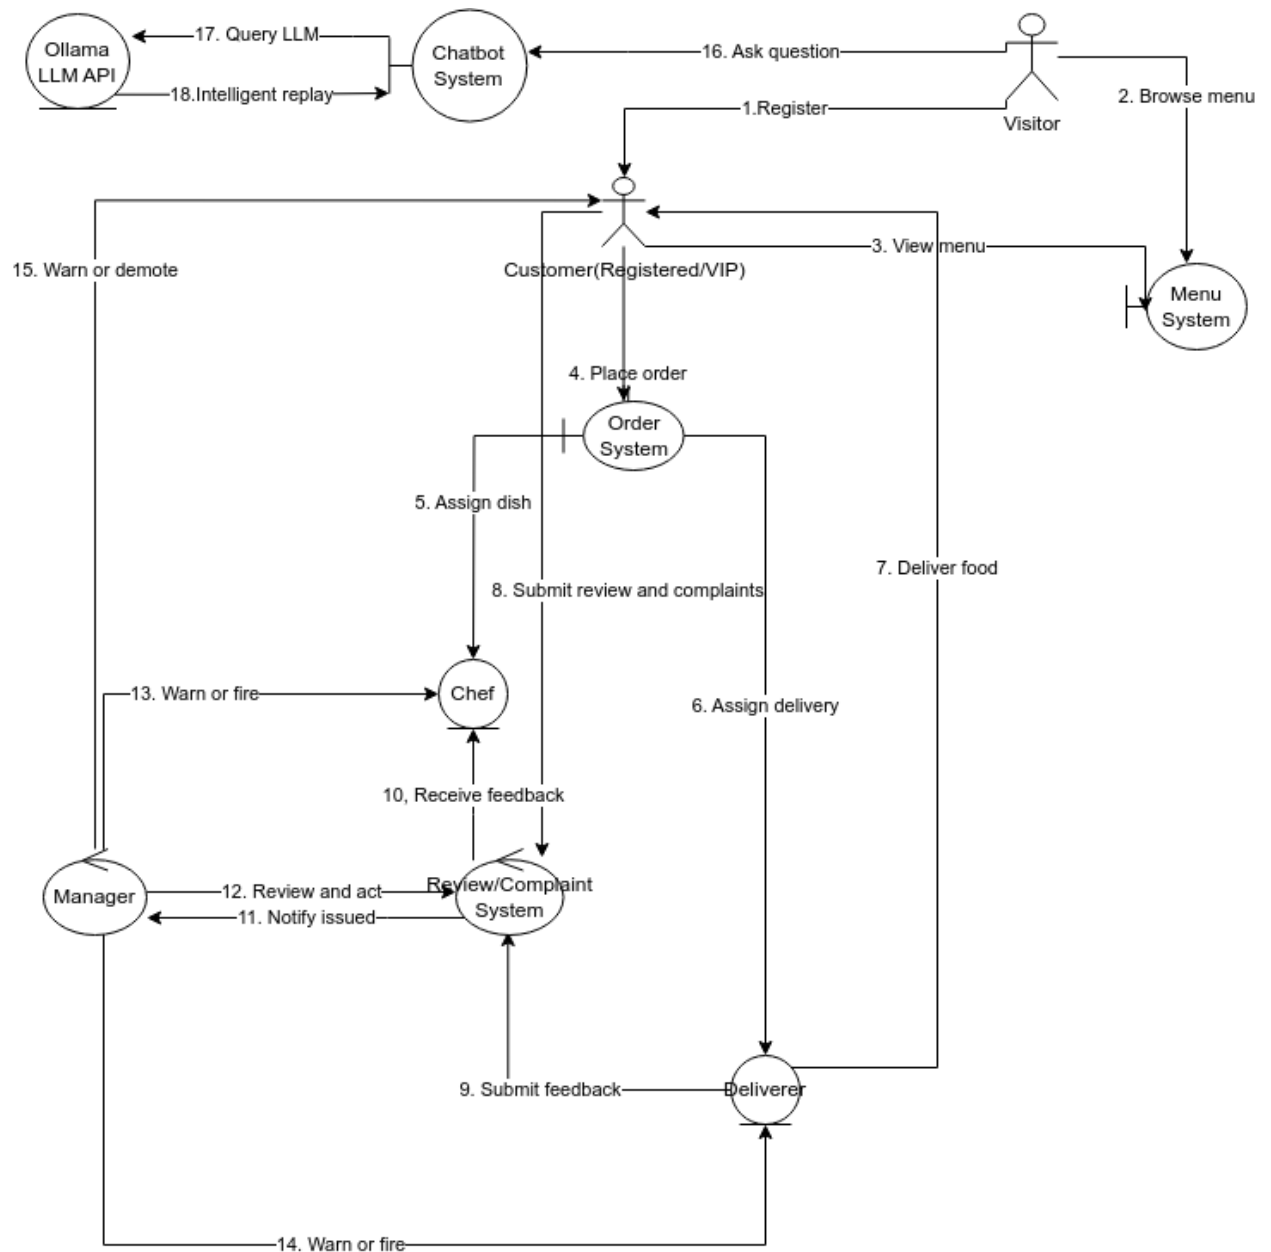 17. Query LLM
Ollama
LLM API
Chatbot
System
16. Ask question
18.Intelligent replay
2. Browse menu
1.Register
Visitor
3. View menu
15. Warn or demote
Customer(Registered/VIP)
Menu
System
4. Place order
Order
System
5. Assign dish
7. Deliver food
8. Submit review and complaints
13. Warn or fire
Chef
6. Assign delivery
10, Receive feedback
Manager
12. Review and act
Review/Complaint
System
11. Notify issued
9. Submit feedback
Deliverer
14. Warn or fire